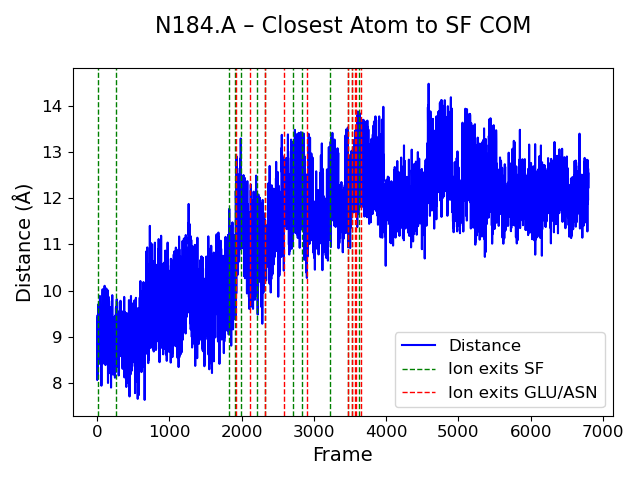 N184.A – Closest Atom to SF COM
Distance (Å)
14
13
12
11
10
9
8
0
1000
2000
3000
4000
5000
6000
7000
Frame
Distance
Ion exits SF
Ion exits GLU/ASN